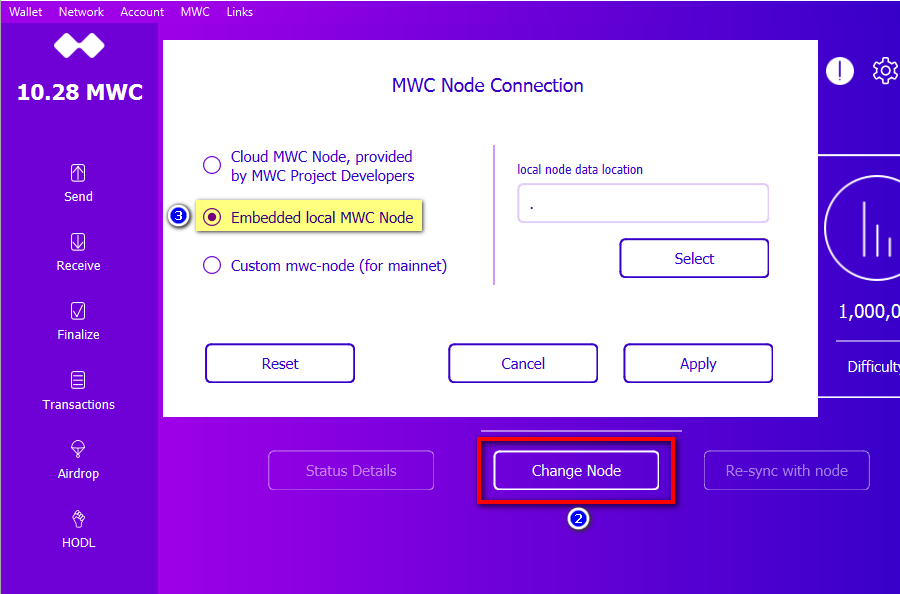 Wallet Network Account MWC Links
10.28 MWC
Send
Receive
Finalize
Transactions
Airdrop
HODL
MWC Node Connection
Cloud MWC Node, provided
by MWC Project Developers
3
Embedded local MWC Node
Custom mwc-node (for mainnet)
local node data location
.
Select
Reset
Cancel
Apply
1,000,0
Difficulty
Status Details
Change Node
Re-sync with node
2